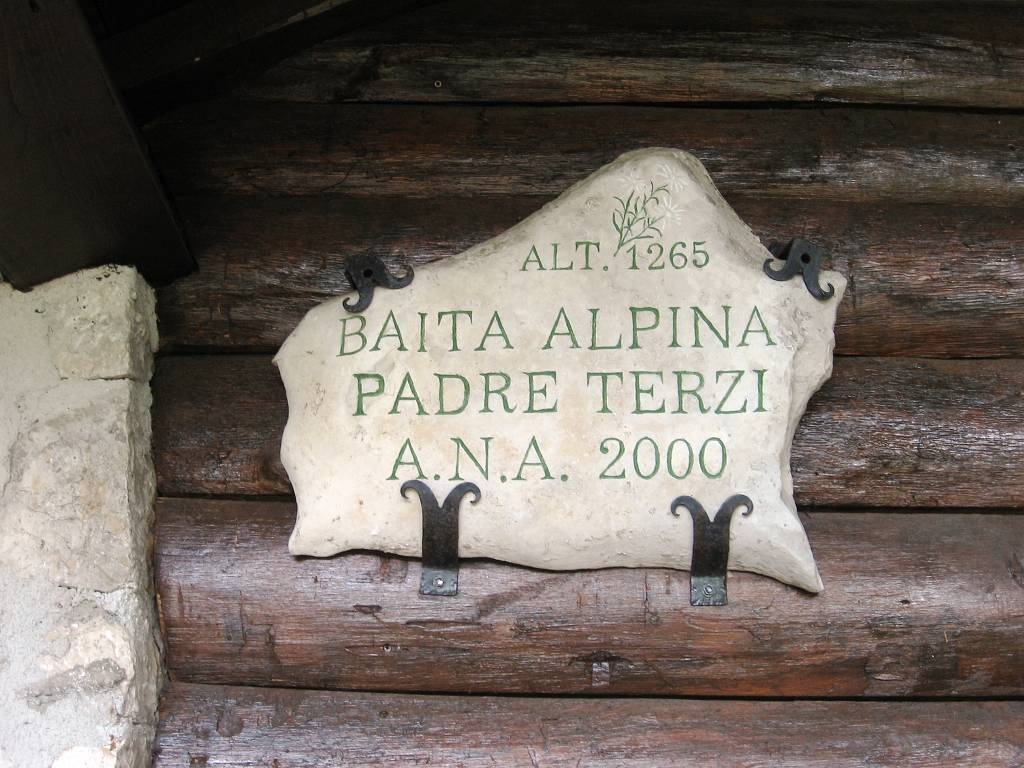 ALT. 1265
BAITA ALPINA
PADRE TERZI
A.N.A. 2000